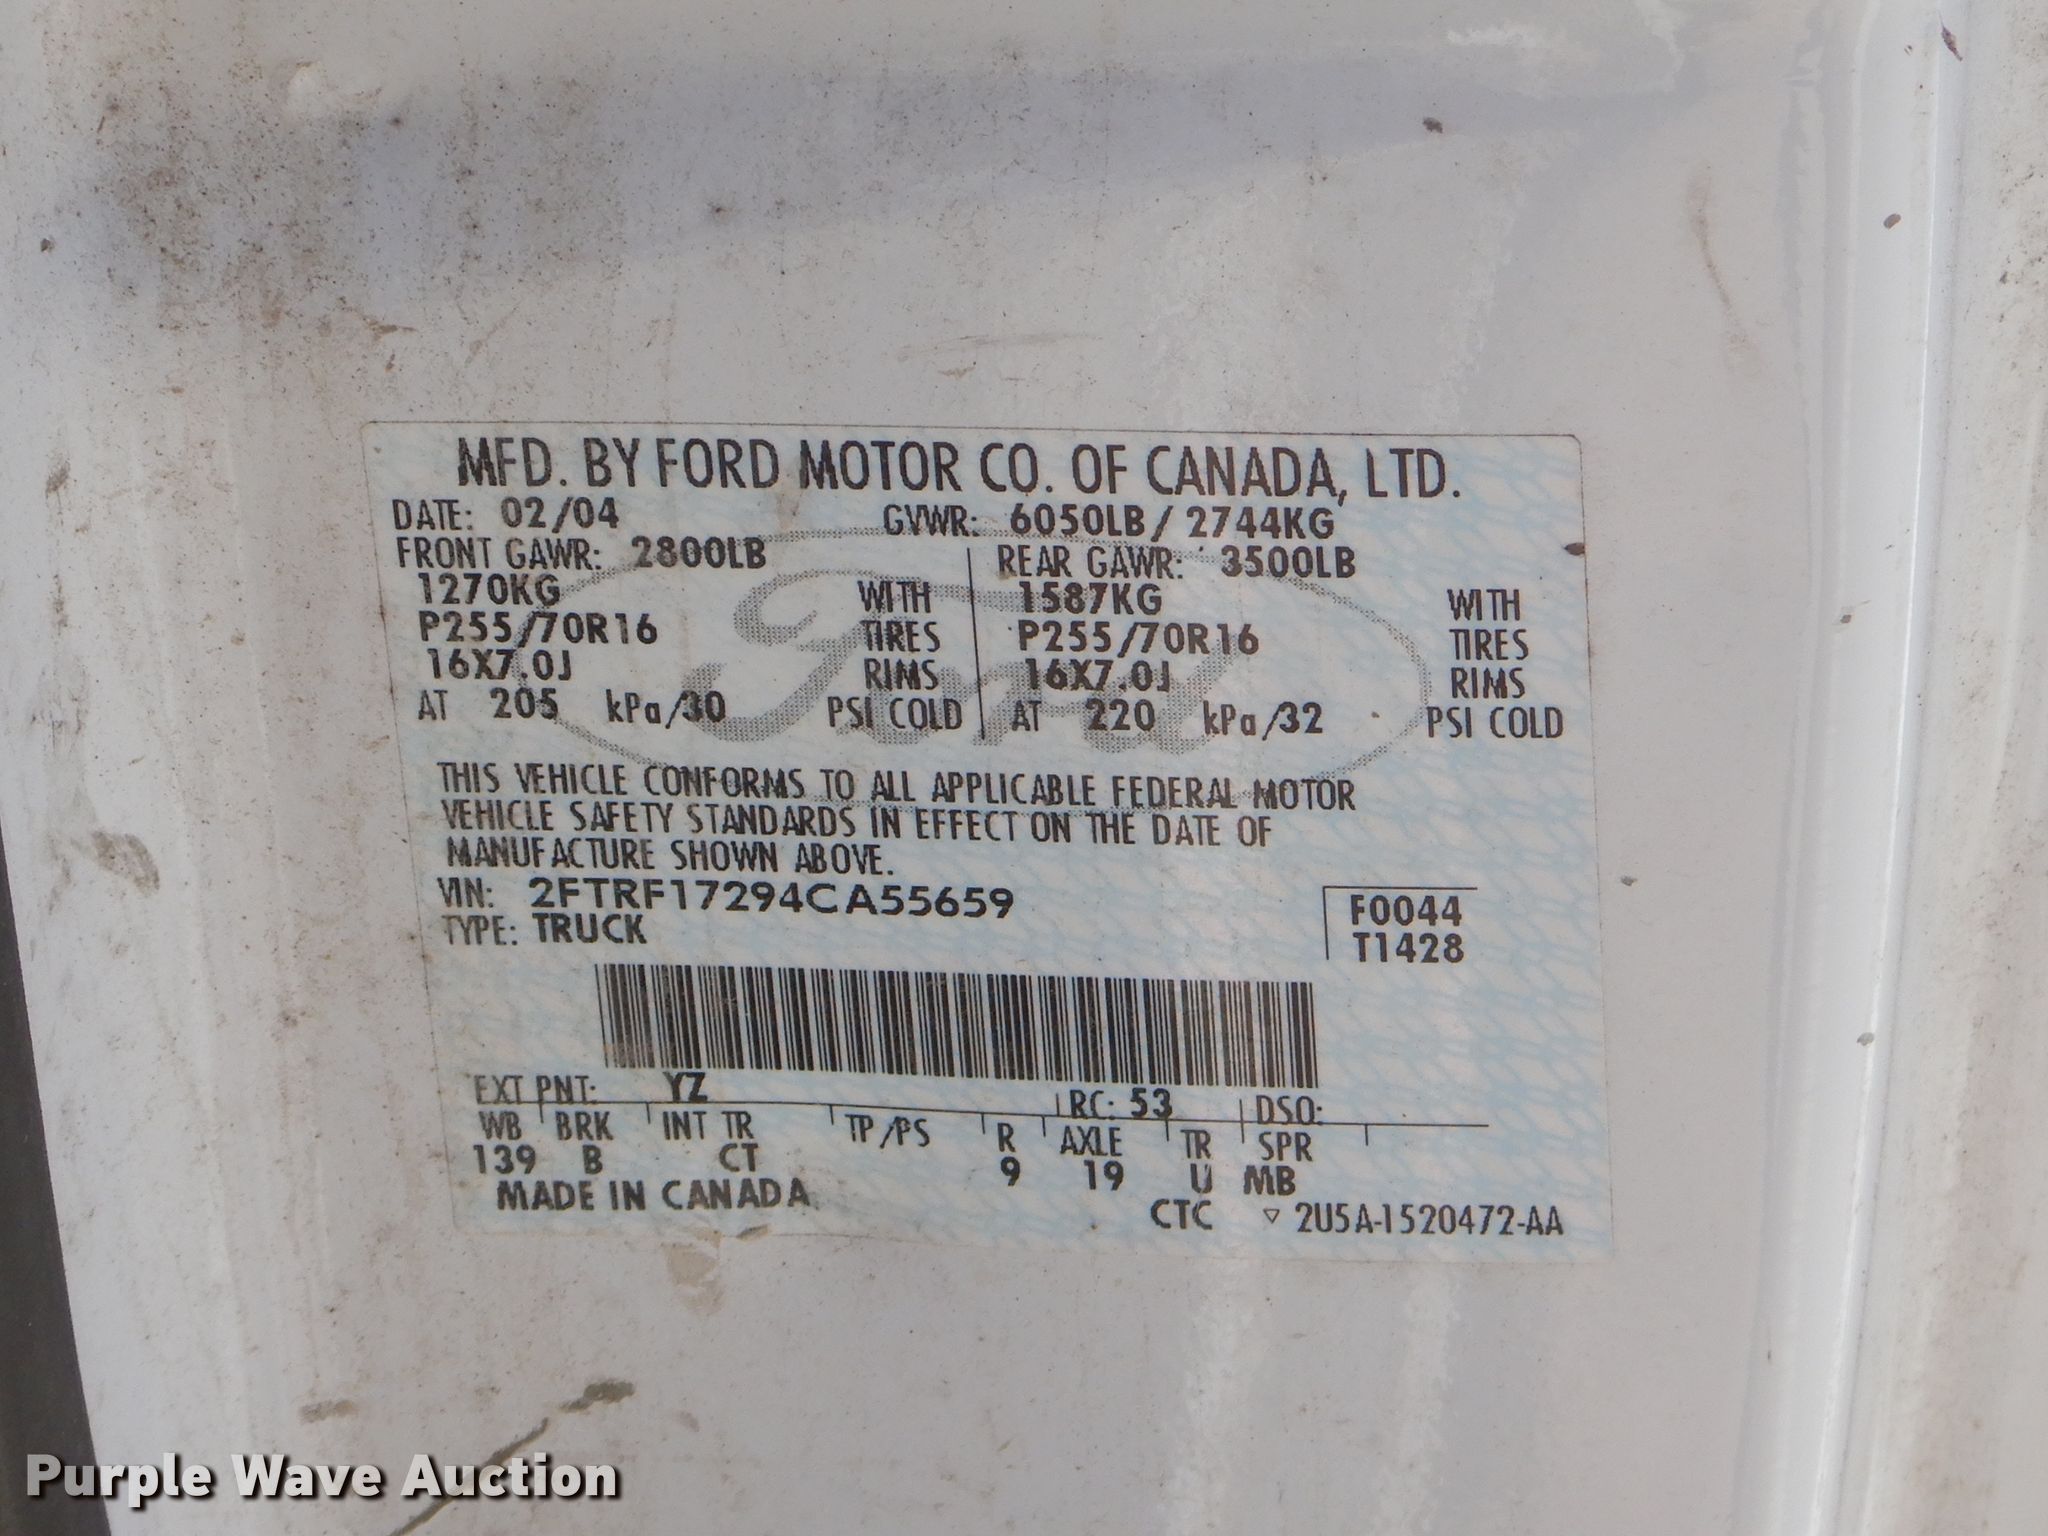 MFD. BY FORD MOTOR CO. OF CANADA, LTD.
DATE: 02/04 GVWR: 6050LB/ 2744KG
FRONT GAWR: 2800LB REAR GAWR: 3500LB
1270KG WITH 1587KG WITH
P255/70R16 TIRES P255/70R16 TIRES
16X7.0J RIMS 16X7.0J RIMS
AT 205 kPa/30 PSI COLD AT 220 kPa/32 PSI COLD
Ford
THIS VEHICLE CONFORMS TO ALL APPLICABLE FEDERAL MOTOR
VEHICLE SAFETY STANDARDS IN EFFECT ON THE DATE OF
MANUFACTURE SHOWN ABOVE.
VIN: 2FTRF17294CA55659 F0044
TYPE: TRUCK T1428
EXT PNT: YZ RC: 53 DSO:
WB BRK INT TR TP/PS R AXLE TR SPR
139 B CT 9 19 U MB
MADE IN CANADA CTC ▽ 2U5A-1520472-AA
Purple Wave Auction